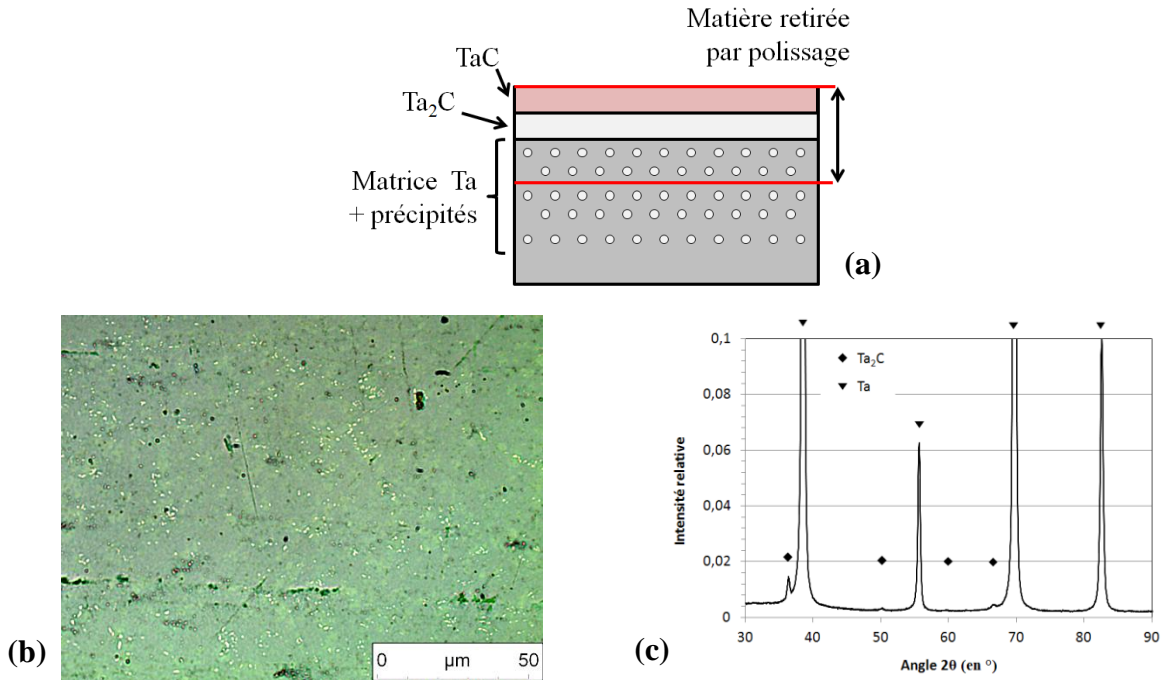 Matière retirée
par polissage
TaC
Ta₂C
Matrice Ta
+ précipités
(a)
0 µm 50
(b)
0,1
0,08
0,06
0,04
0,02
0
Intensité relative
Ta₂C
Ta
30 40 50 60 70 80 90
Angle 2θ (en °)
(c)